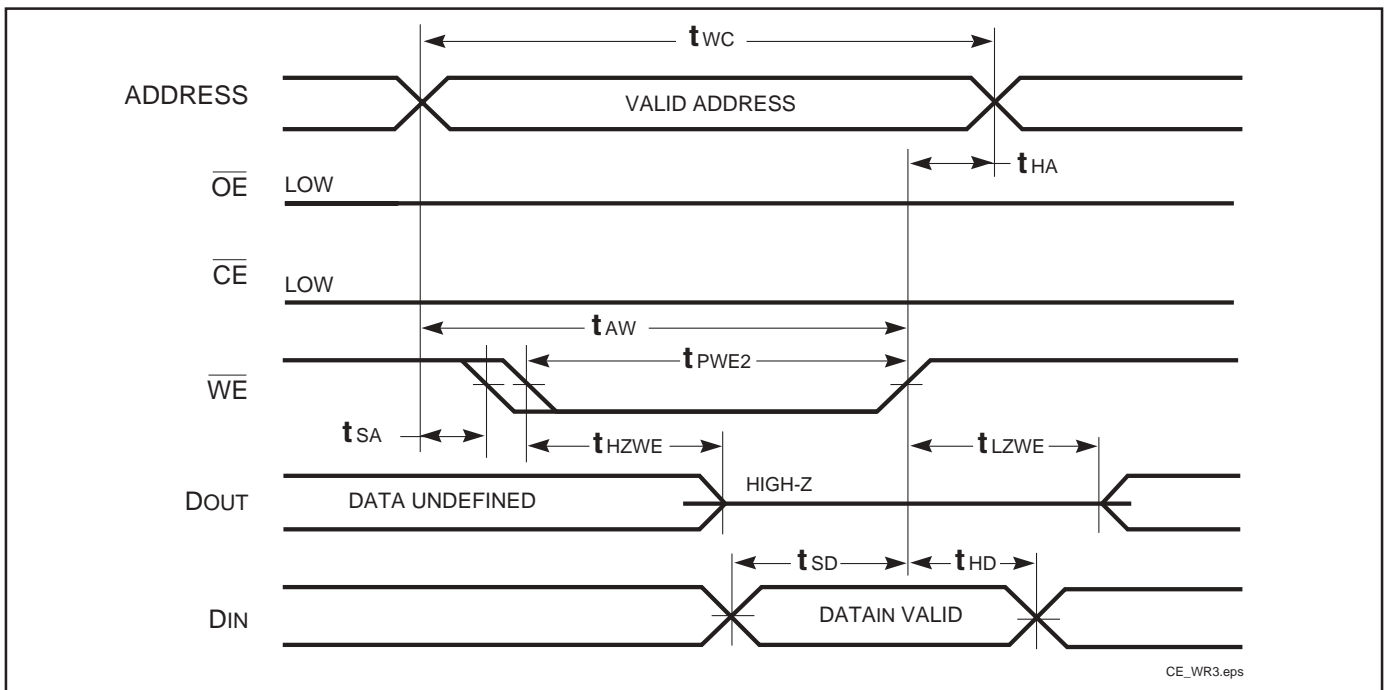 tWC
ADDRESS
VALID ADDRESS
tHA
OE
LOW
CE
LOW
tAW
tPWE2
WE
tSA
tHZWE
tLZWE
DOUT
DATA UNDEFINED
HIGH-Z
tSD
tHD
DIN
DATAIN VALID
CE_WR3.eps